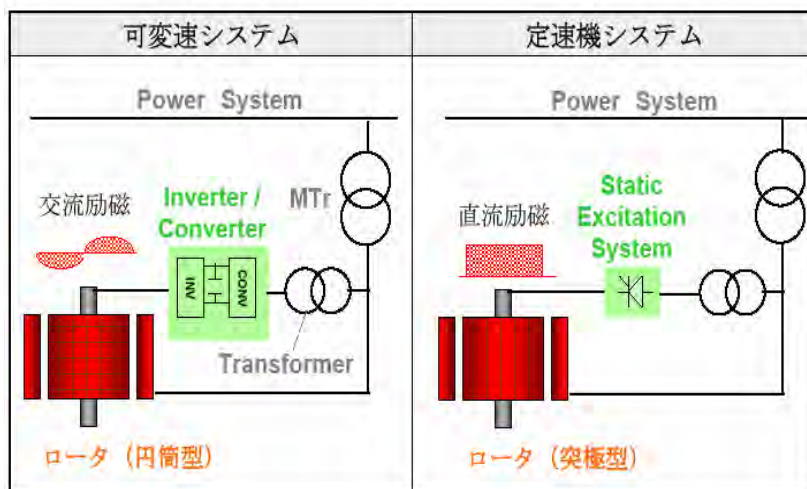 可変速システム
定速機システム
Power System
Power System
交流励磁
Inverter /
Converter
MTr
INV
CONV
Transformer
ロータ (円筒型)
直流励磁
Static
Excitation
System
ロータ (突極型)